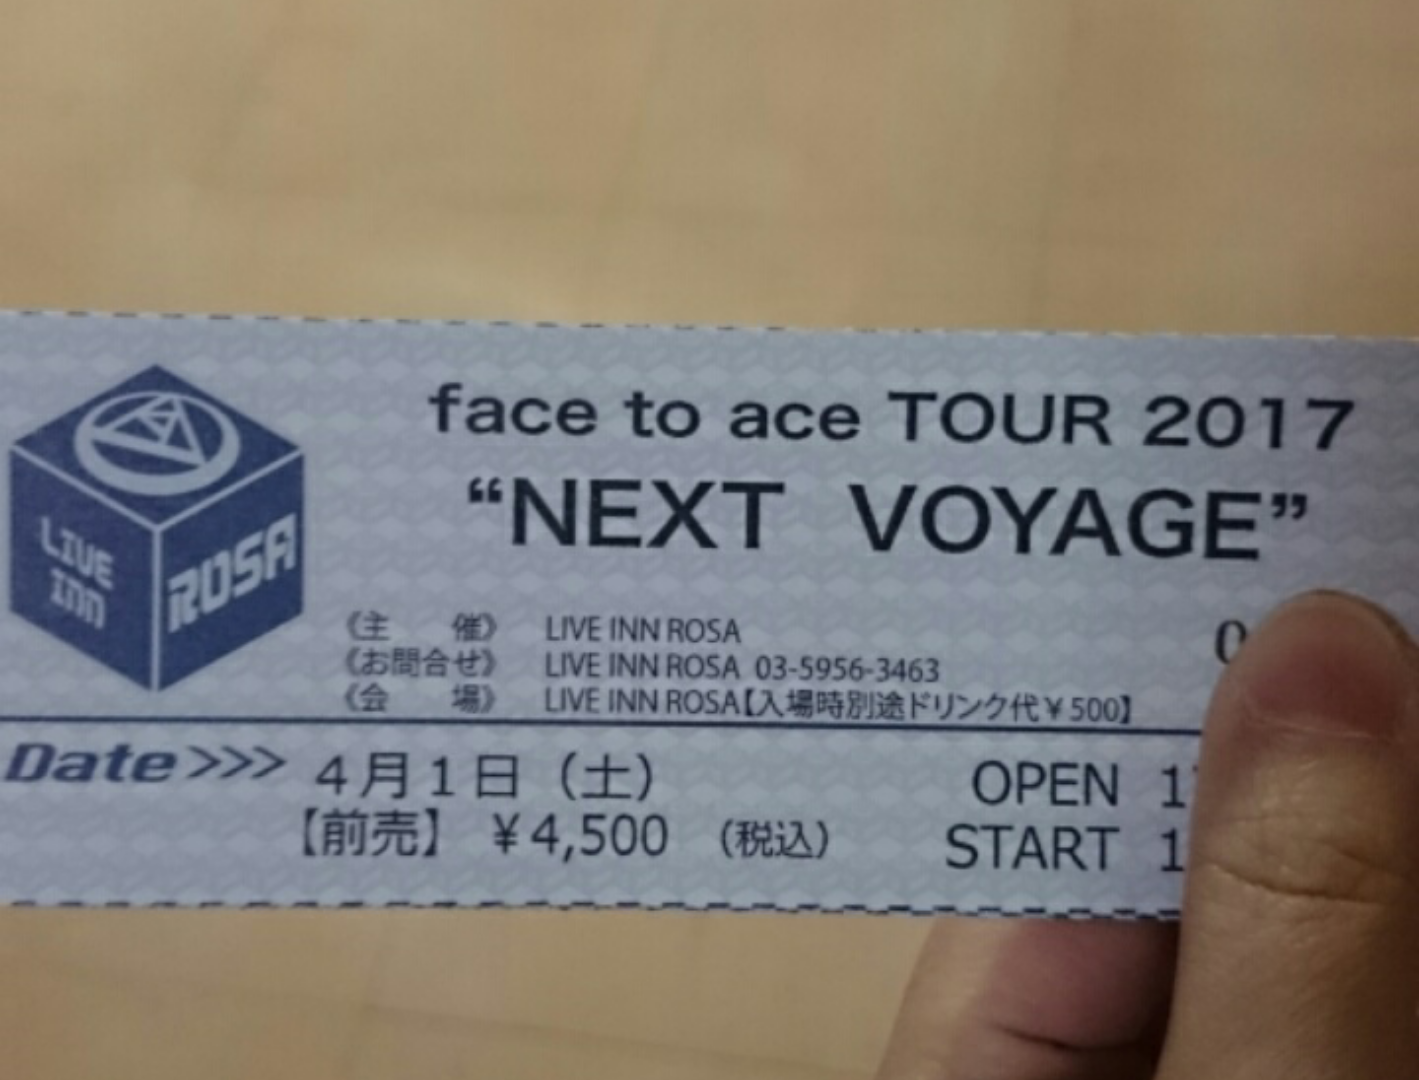 face to ace TOUR 2017
“NEXT VOYAGE”
LIVE
INN
ROSA
《主　催》 LIVE INN ROSA
《お問合せ》 LIVE INN ROSA 03-5956-3463
《会　場》 LIVE INN ROSA【入場時別途ドリンク代￥500】
Date>>> 4月1日（土） OPEN
【前売】 ￥4,500 （税込） START